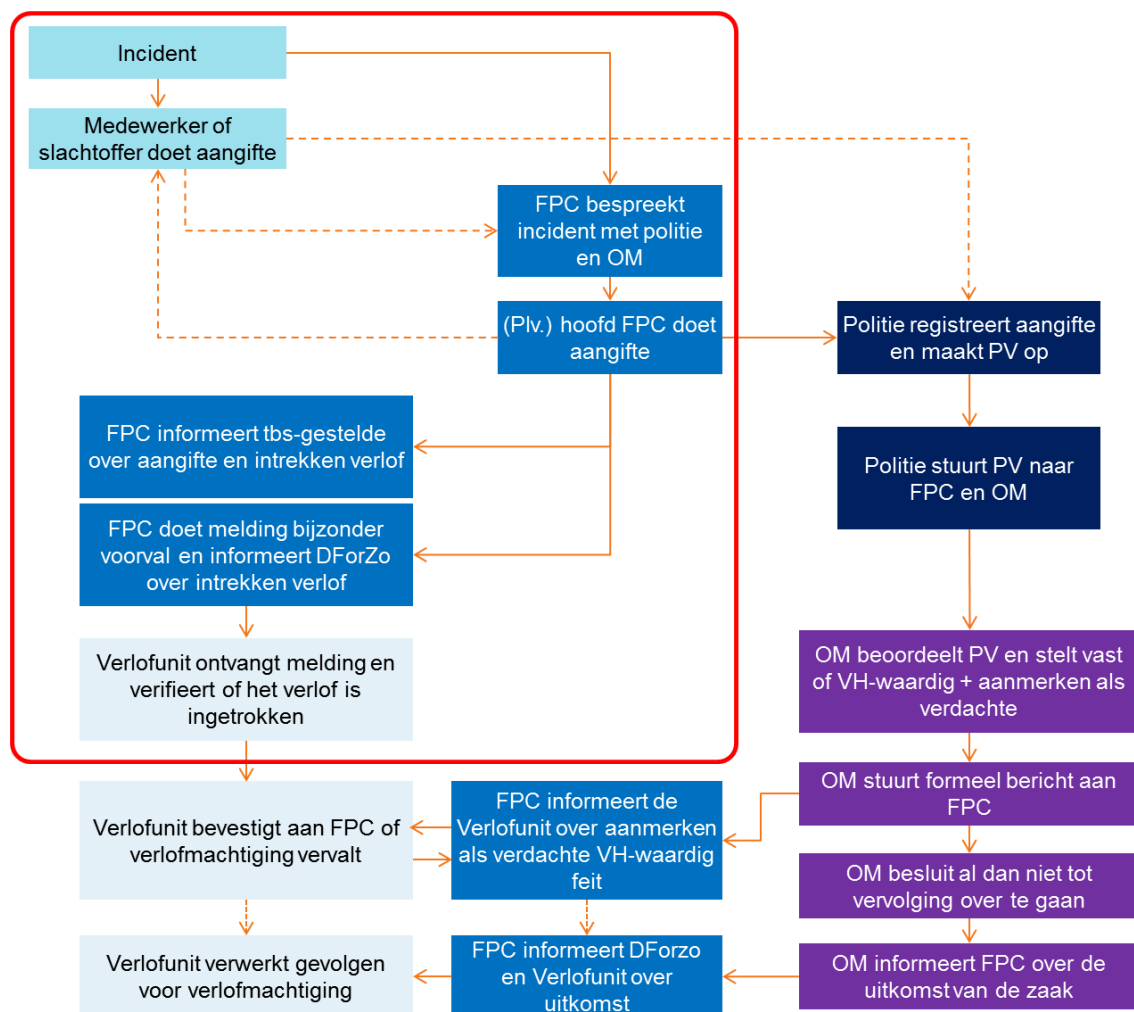 Incident
Medewerker of
slachtoffer doet aangifte
FPC bespreekt
incident met politie
en OM
(Plv.) hoofd FPC doet
aangifte
Politie registreert aangifte
en maakt PV op
FPC informeert tbs-gestelde
over aangifte en intrekken verlof
Politie stuurt PV naar
FPC en OM
FPC doet melding bijzonder
voorval en informeert DForZo
over intrekken verlof
Verlofunit ontvangt melding en
verifieert of het verlof is
ingetrokken
OM beoordeelt PV en stelt vast
of VH-waardig + aanmerken als
verdachte
OM stuurt formeel bericht aan
FPC
Verlofunit bevestigt aan FPC of
verlofmachtiging vervalt
FPC informeert de
Verlofunit over aanmerken
als verdachte VH-waardig
feit
OM besluit al dan niet tot
vervolging over te gaan
Verlofunit verwerkt gevolgen
voor verlofmachtiging
FPC informeert DForzo
en Verlofunit over
uitkomst
OM informeert FPC over de
uitkomst van de zaak